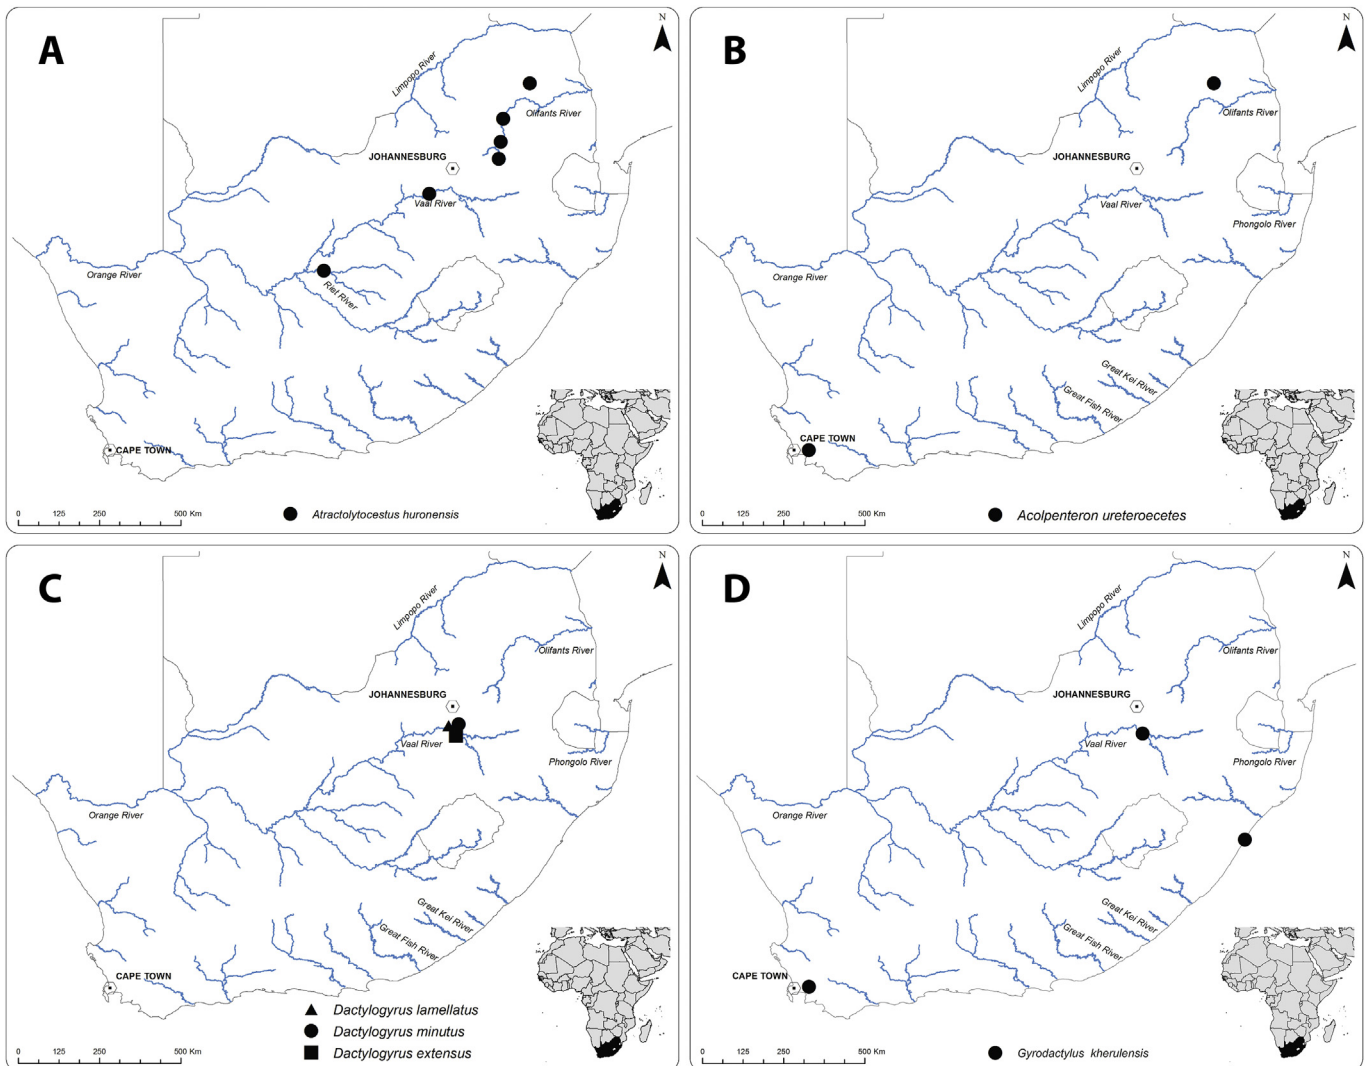 A
N
Limpopo River
Olifants River
JOHANNESBURG
Vaal River
Orange River
Riet River
CAPE TOWN
0 125 250 500 Km
Atractolytocestus huronensis
B
N
Limpopo River
Olifants River
JOHANNESBURG
Vaal River
Phongolo River
Orange River
Great Kei River
Great Fish River
CAPE TOWN
0 125 250 500 Km
Acolpenteron ureteroecetes
C
N
Limpopo River
Olifants River
JOHANNESBURG
Vaal River
Phongolo River
Orange River
Great Kei River
Great Fish River
CAPE TOWN
Dactylogyrus lamellatus
Dactylogyrus minutus
Dactylogyrus extensus
0 125 250 500 Km
D
N
Limpopo River
Olifants River
JOHANNESBURG
Vaal River
Phongolo River
Orange River
Great Kei River
Great Fish River
CAPE TOWN
0 125 250 500 Km
Gyrodactylus kherulensis